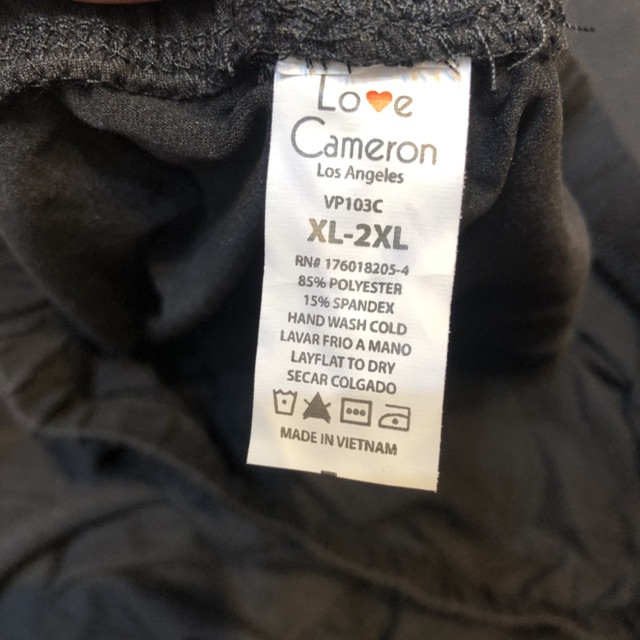 Love
Cameron
Los Angeles
VP103C
XL-2XL
RN# 176018205-4
85% POLYESTER
15% SPANDEX
HAND WASH COLD
LAVAR FRIO A MANO
LAYFLAT TO DRY
SECAR COLGADO
MADE IN VIETNAM